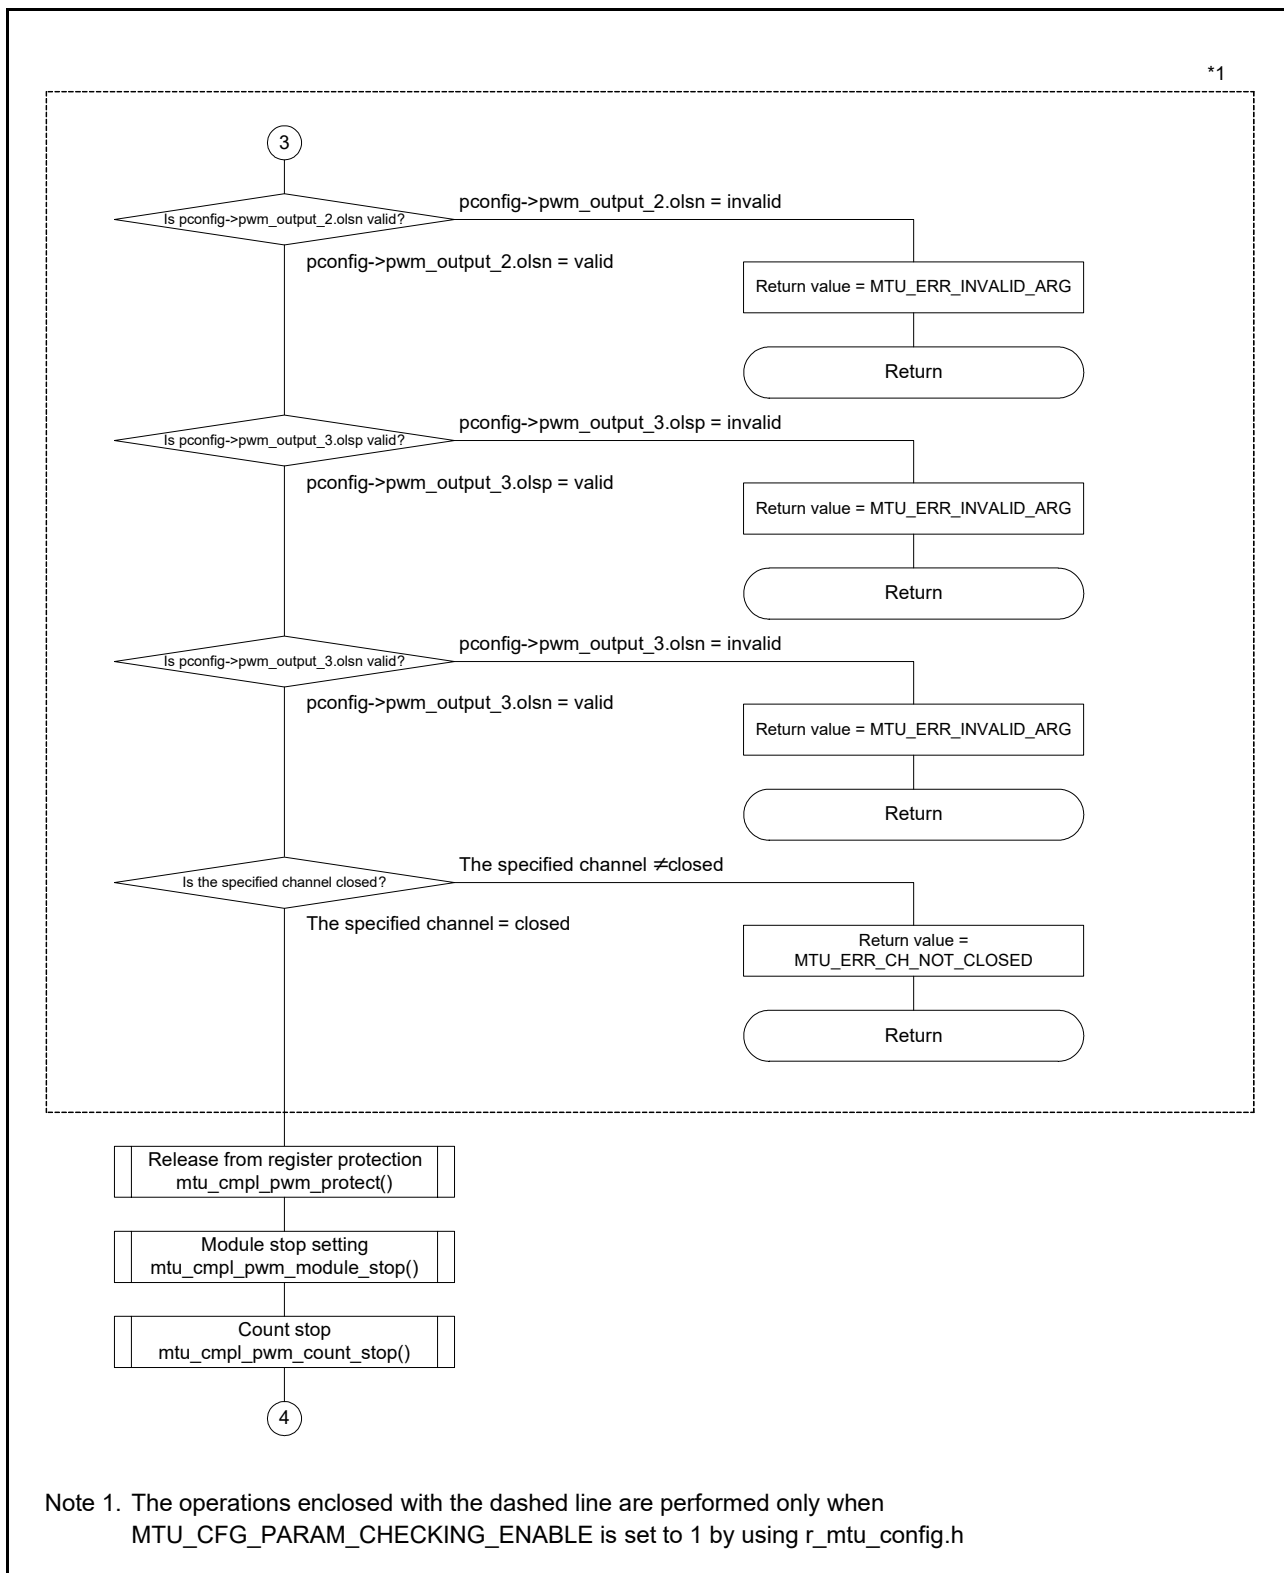 *1
3
Is pconfig->pwm_output_2.olsn valid?
pconfig->pwm_output_2.olsn = invalid
pconfig->pwm_output_2.olsn = valid
Return value = MTU_ERR_INVALID_ARG
Return
Is pconfig->pwm_output_3.olsp valid?
pconfig->pwm_output_3.olsp = invalid
pconfig->pwm_output_3.olsp = valid
Return value = MTU_ERR_INVALID_ARG
Return
Is pconfig->pwm_output_3.olsn valid?
pconfig->pwm_output_3.olsn = invalid
pconfig->pwm_output_3.olsn = valid
Return value = MTU_ERR_INVALID_ARG
Return
Is the specified channel closed?
The specified channel ≠closed
The specified channel = closed
Return value =
MTU_ERR_CH_NOT_CLOSED
Return
Release from register protection
mtu_cmpl_pwm_protect()
Module stop setting
mtu_cmpl_pwm_module_stop()
Count stop
mtu_cmpl_pwm_count_stop()
4
Note 1. The operations enclosed with the dashed line are performed only when
MTU_CFG_PARAM_CHECKING_ENABLE is set to 1 by using r_mtu_config.h